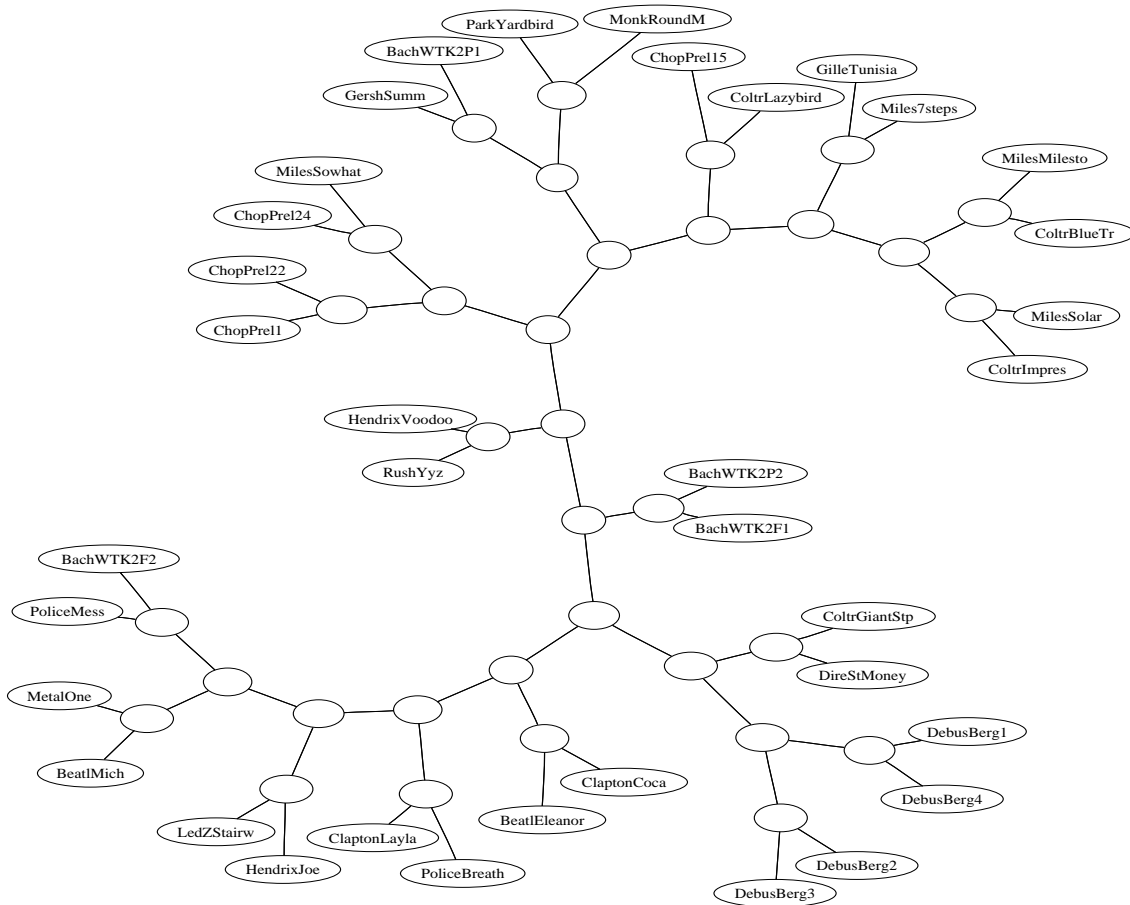 ParkYardbird
MonkRoundM
BachWTK2P1
ChopPrel15
GilleTunisia
GershSumm
ColtrLazybird
Miles7steps
MilesSowhat
MilesMilesto
ChopPrel24
ColtrBlueTr
ChopPrel22
ChopPrel1
MilesSolar
ColtrImpres
HendrixVoodoo
RushYyz
BachWTK2P2
BachWTK2F1
BachWTK2F2
PoliceMess
ColtrGiantStp
DireStMoney
MetalOne
DebusBerg1
BeatlMich
ClaptonCoca
DebusBerg4
BeatlEleanor
LedZStairw
ClaptonLayla
DebusBerg2
HendrixJoe
PoliceBreath
DebusBerg3